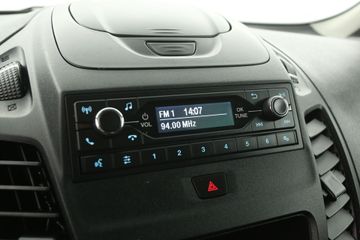 FM 1 14:07
94.00 MHz
VOL
OK
TUNE
1 2 3 4 5 6